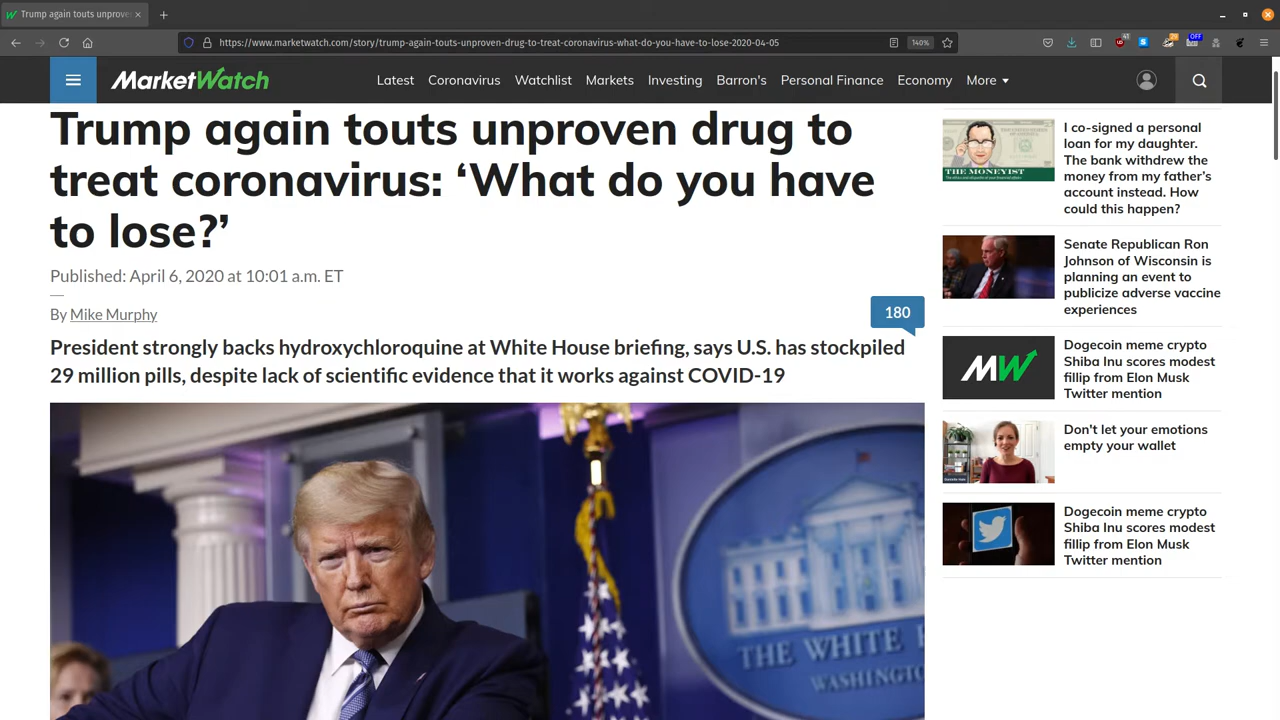 Trump again touts unprove
https://www.marketwatch.com/story/trump-again-touts-unproven-drug-to-treat-coronavirus-what-do-you-have-to-lose-2020-04-05
140%
OFF
MarketWatch
Latest Coronavirus Watchlist Markets Investing Barron's Personal Finance Economy More
Trump again touts unproven drug to
treat coronavirus: ‘What do you have
to lose?’
Published: April 6, 2020 at 10:01 a.m. ET
By Mike Murphy
180
President strongly backs hydroxychloroquine at White House briefing, says U.S. has stockpiled
29 million pills, despite lack of scientific evidence that it works against COVID-19
THE WHITE
WASHINGTON
THE MONEYIST
I co-signed a personal
loan for my daughter.
The bank withdrew the
money from my father’s
account instead. How
could this happen?
Senate Republican Ron
Johnson of Wisconsin is
planning an event to
publicize adverse vaccine
experiences
MW
Dogecoin meme crypto
Shiba Inu scores modest
fillip from Elon Musk
Twitter mention
Don't let your emotions
empty your wallet
Dogecoin meme crypto
Shiba Inu scores modest
fillip from Elon Musk
Twitter mention